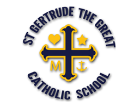 ST GERTRUDE THE GREAT
M I
CATHOLIC SCHOOL